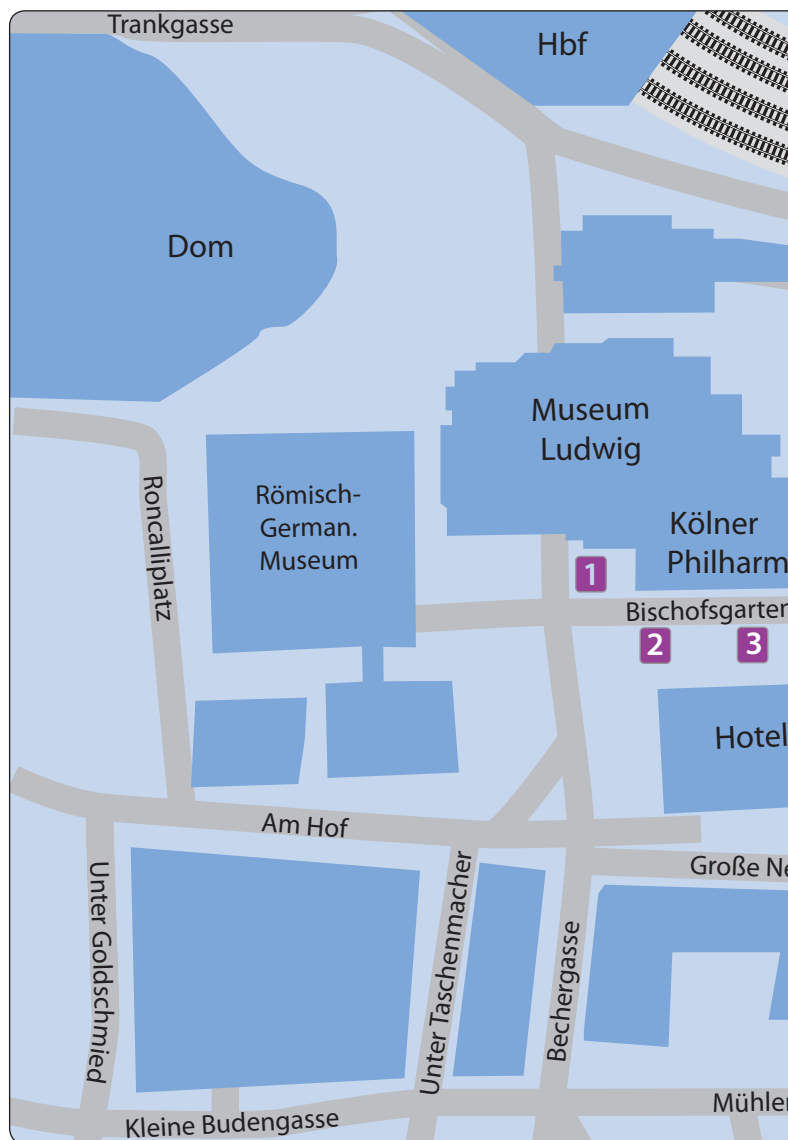 Trankgasse
Hbf
Dom
Museum
Ludwig
Römisch-
German.
Museum
Kölner
Philharm
Roncalliplatz
1
Bischofsgarten
2
3
Hotel
Am Hof
Große Ne
Unter Goldschmied
Unter Taschenmacher
Bechergasse
Mühlen
Kleine Budengasse